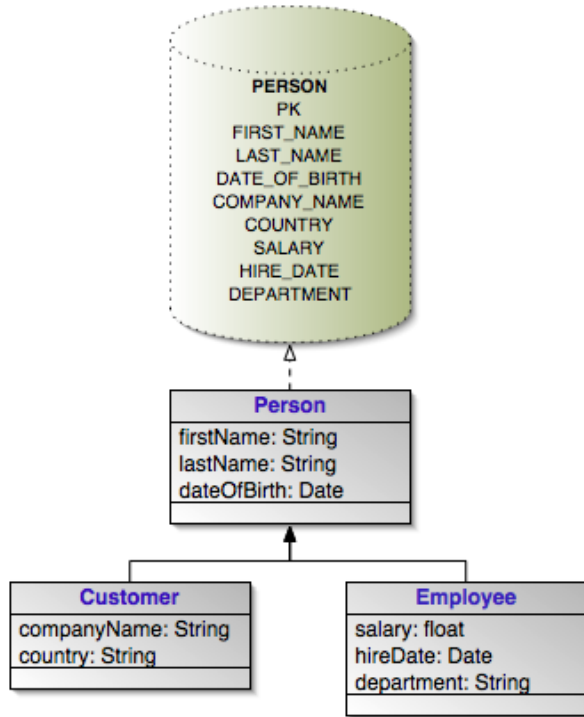 PERSON
PK
FIRST_NAME
LAST_NAME
DATE_OF_BIRTH
COMPANY_NAME
COUNTRY
SALARY
HIRE_DATE
DEPARTMENT
Person
firstName: String
lastName: String
dateOfBirth: Date
Customer
companyName: String
country: String
Employee
salary: float
hireDate: Date
department: String